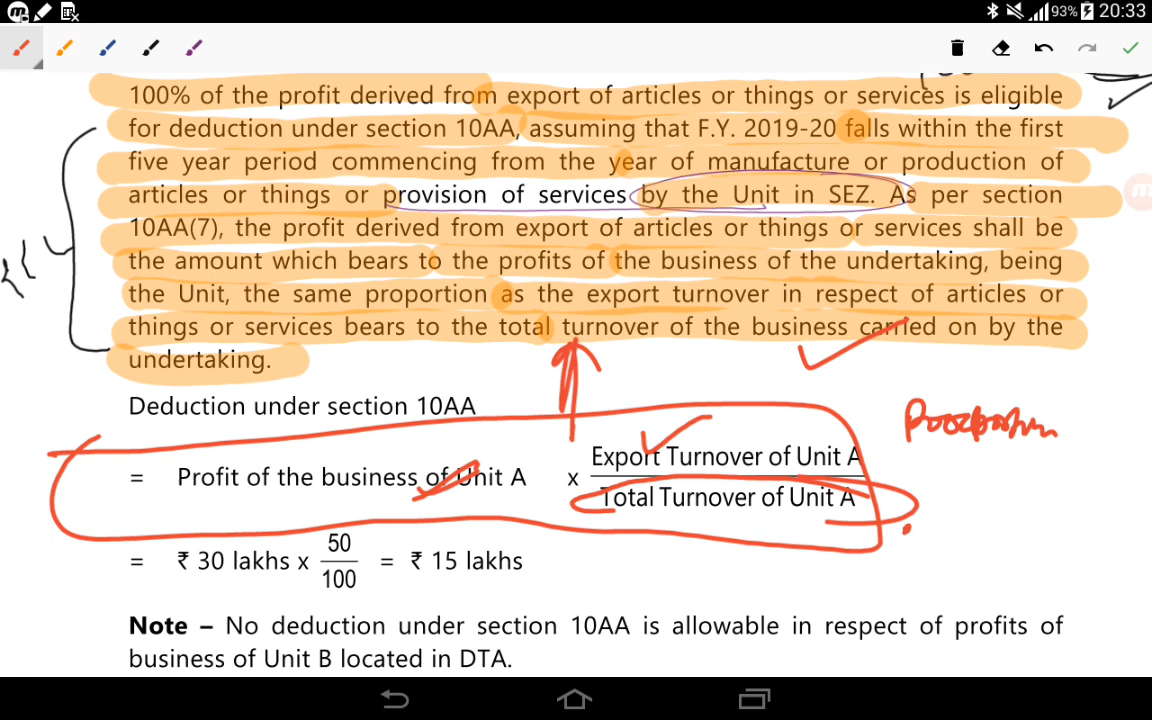 93% 20:33
100% of the profit derived from export of articles or things or services is eligible
for deduction under section 10AA, assuming that F.Y. 2019-20 falls within the first
five year period commencing from the year of manufacture or production of
articles or things or provision of services by the Unit in SEZ. As per section
10AA(7), the profit derived from export of articles or things or services shall be
the amount which bears to the profits of the business of the undertaking, being
the Unit, the same proportion as the export turnover in respect of articles or
things or services bears to the total turnover of the business carried on by the
undertaking.
Deduction under section 10AA
= Profit of the business of Unit A x Export Turnover of Unit A
Total Turnover of Unit A
= ₹ 30 lakhs x 50
100 = ₹ 15 lakhs
Note – No deduction under section 10AA is allowable in respect of profits of
business of Unit B located in DTA.